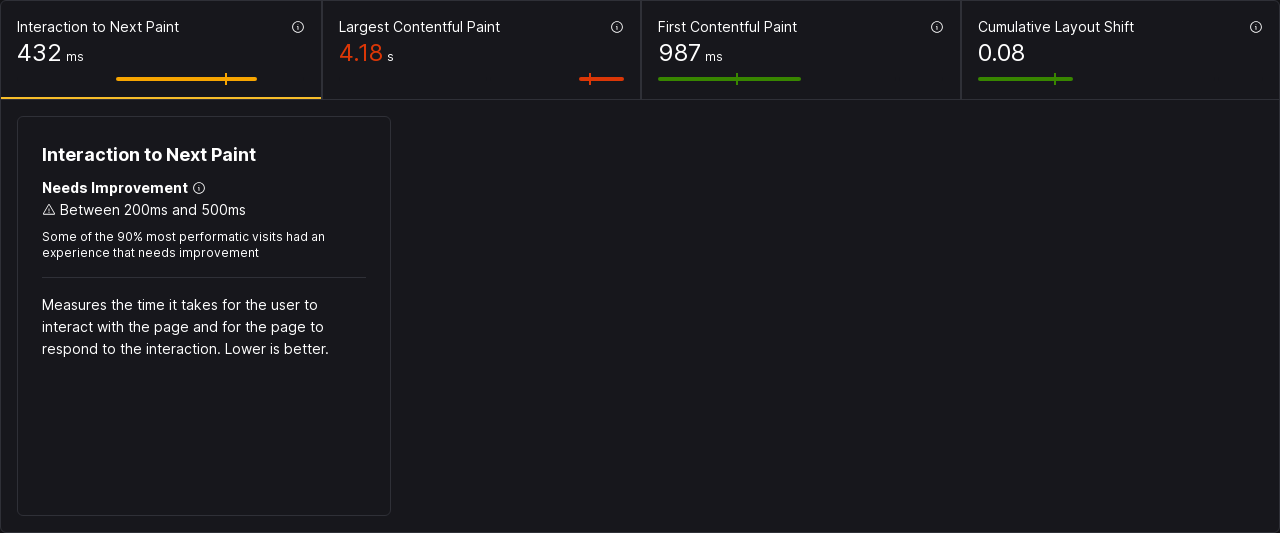 Interaction to Next Paint
432 ms
Largest Contentful Paint
4.18 s
First Contentful Paint
987 ms
Cumulative Layout Shift
0.08
Interaction to Next Paint
Needs Improvement
Between 200ms and 500ms
Some of the 90% most performatic visits had an
experience that needs improvement
Measures the time it takes for the user to
interact with the page and for the page to
respond to the interaction. Lower is better.